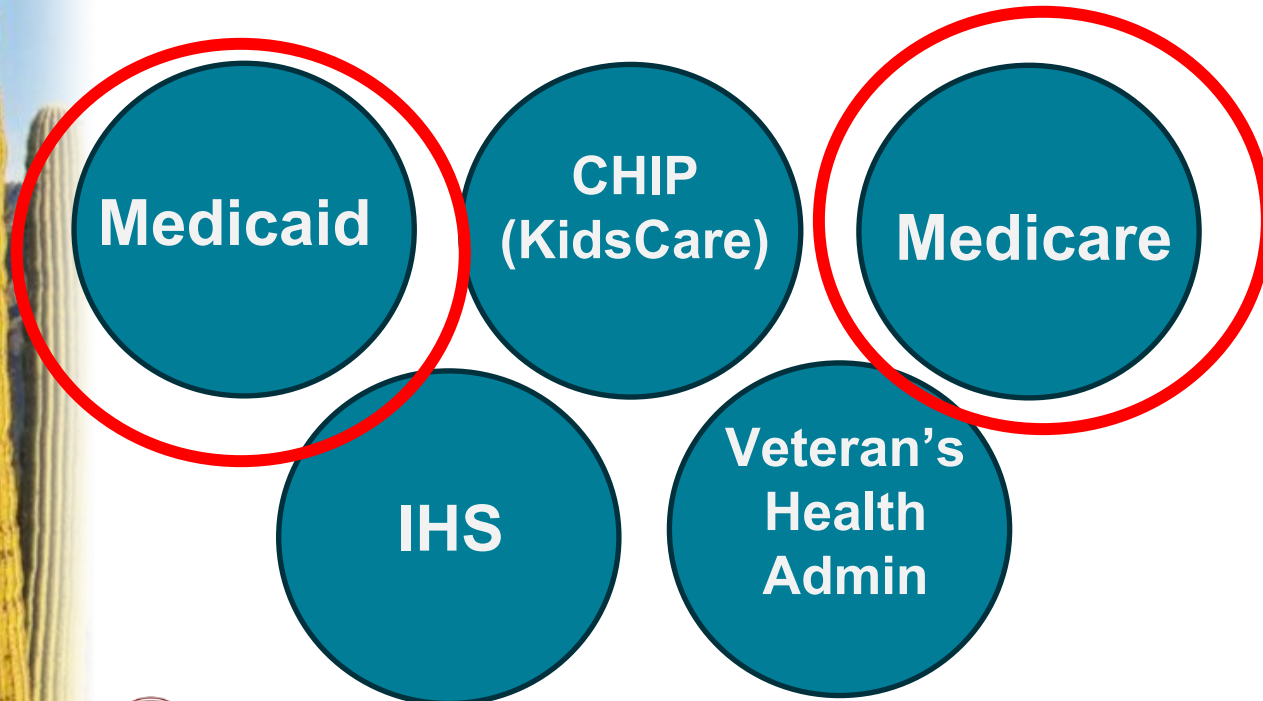 Medicaid
CHIP
(KidsCare)
Medicare
IHS
Veteran’s
Health
Admin